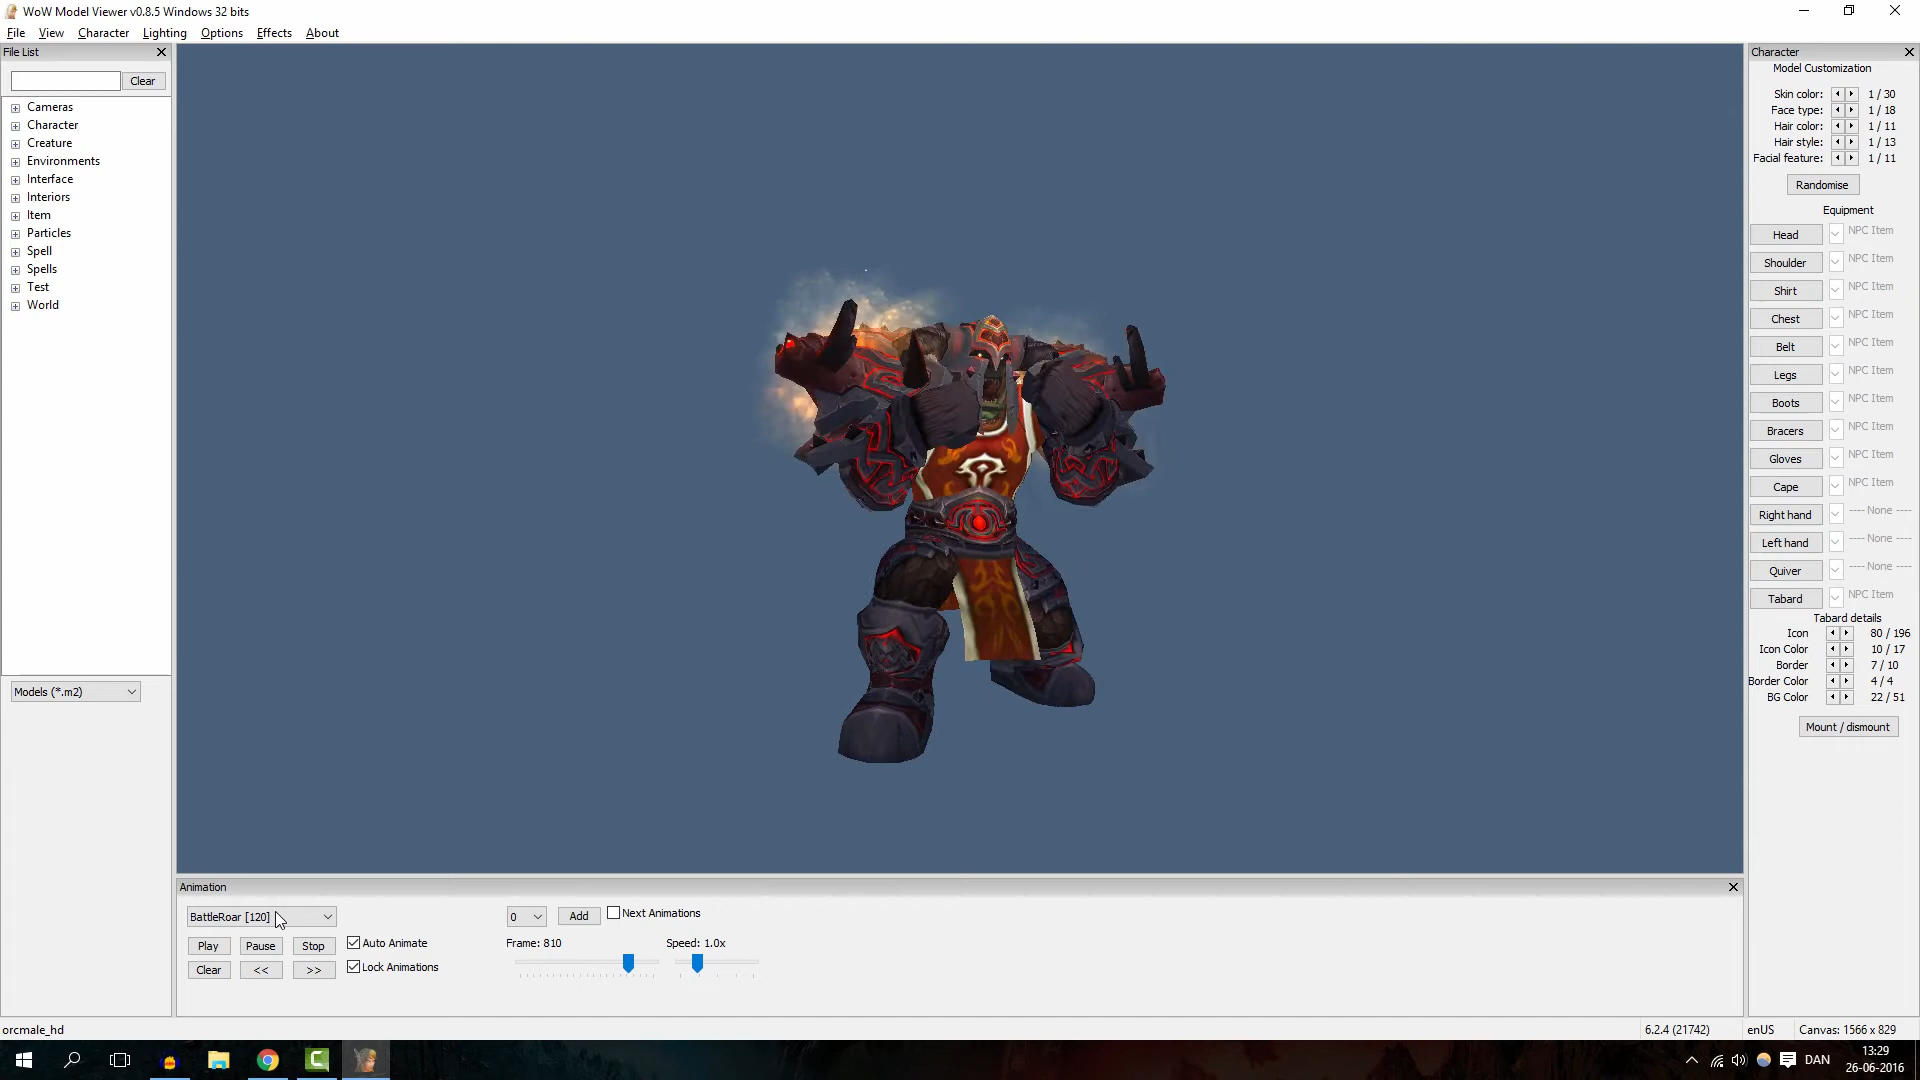 WoW Model Viewer v0.8.5 Windows 32 bits
File View Character Lighting Options Effects About
File List
Clear
Cameras
Character
Creature
Environments
Interface
Interiors
Item
Particles
Spell
Spells
Test
World
Models (*.m2)
Character
Model Customization
Skin color: 1 / 30
Face type: 1 / 18
Hair color: 1 / 11
Hair style: 1 / 13
Facial feature: 1 / 11
Randomise
Equipment
Head NPC Item
Shoulder NPC Item
Shirt NPC Item
Chest NPC Item
Belt NPC Item
Legs NPC Item
Boots NPC Item
Bracers NPC Item
Gloves NPC Item
Cape NPC Item
Right hand ---- None ----
Left hand ---- None ----
Quiver ---- None ----
Tabard NPC Item
Tabard details
Icon 80 / 196
Icon Color 10 / 17
Border 7 / 10
Border Color 4 / 4
BG Color 22 / 51
Mount / dismount
Animation
BattleRoar [120] 0 Add Next Animations
Play Pause Stop Auto Animate Frame: 810 Speed: 1.0x
Clear << >> Lock Animations
orcmale_hd 6.2.4 (21742) enUS Canvas: 1566 x 829
DAN 13:29
26-06-2016